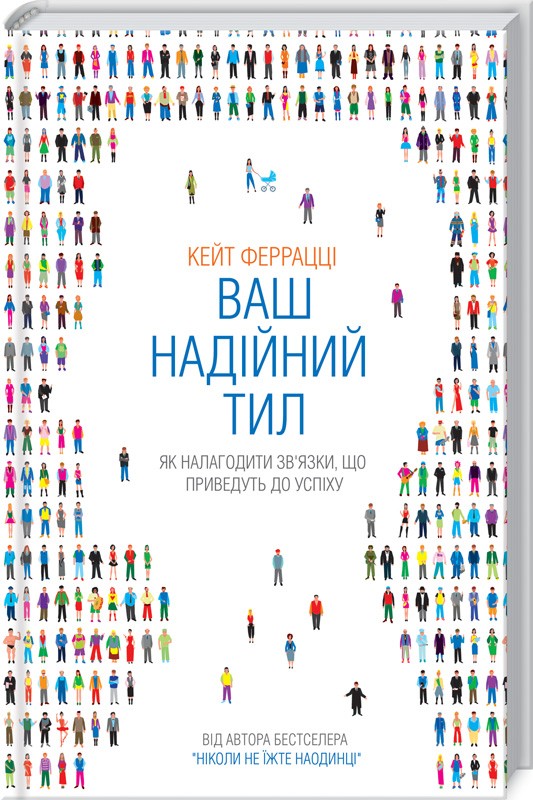 КЕЙТ ФЕРРАЦЦІ
ВАШ
НАДІЙНИЙ
ТИЛ
ЯК НАЛАГОДИТИ ЗВ'ЯЗКИ, ЩО
ПРИВЕДУТЬ ДО УСПІХУ
ВІД АВТОРА БЕСТСЕЛЕРА
"НІКОЛИ НЕ ЇЖТЕ НАОДИНЦІ"